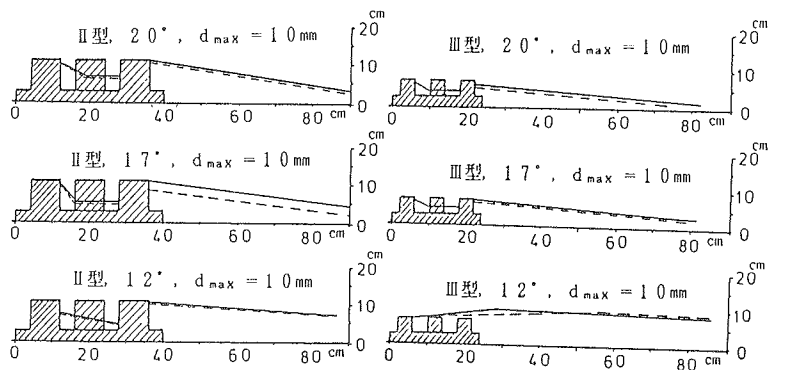 Ⅱ型, 20°, dmax = 10mm
cm
20
10
0
0 20 40 60 80 cm
Ⅱ型, 17°, dmax = 10mm
20
10
0
0 20 40 60 80 cm
Ⅱ型, 12°, dmax = 10mm
20
10
0
0 20 40 60 80 cm
Ⅲ型, 20°, dmax = 10mm
cm
20
10
0
0 20 40 60 80 cm
Ⅲ型, 17°, dmax = 10mm
cm
20
10
0
0 20 40 60 80 cm
Ⅲ型, 12°, dmax = 10mm
cm
20
10
0
0 20 40 60 80 cm